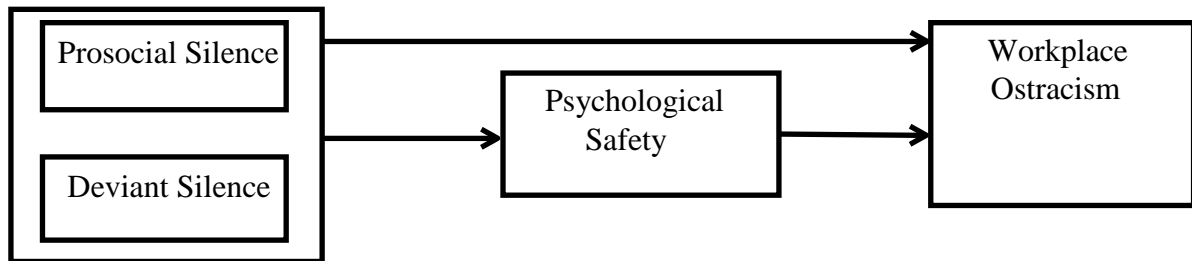 Prosocial Silence
Deviant Silence
Psychological
Safety
Workplace
Ostracism